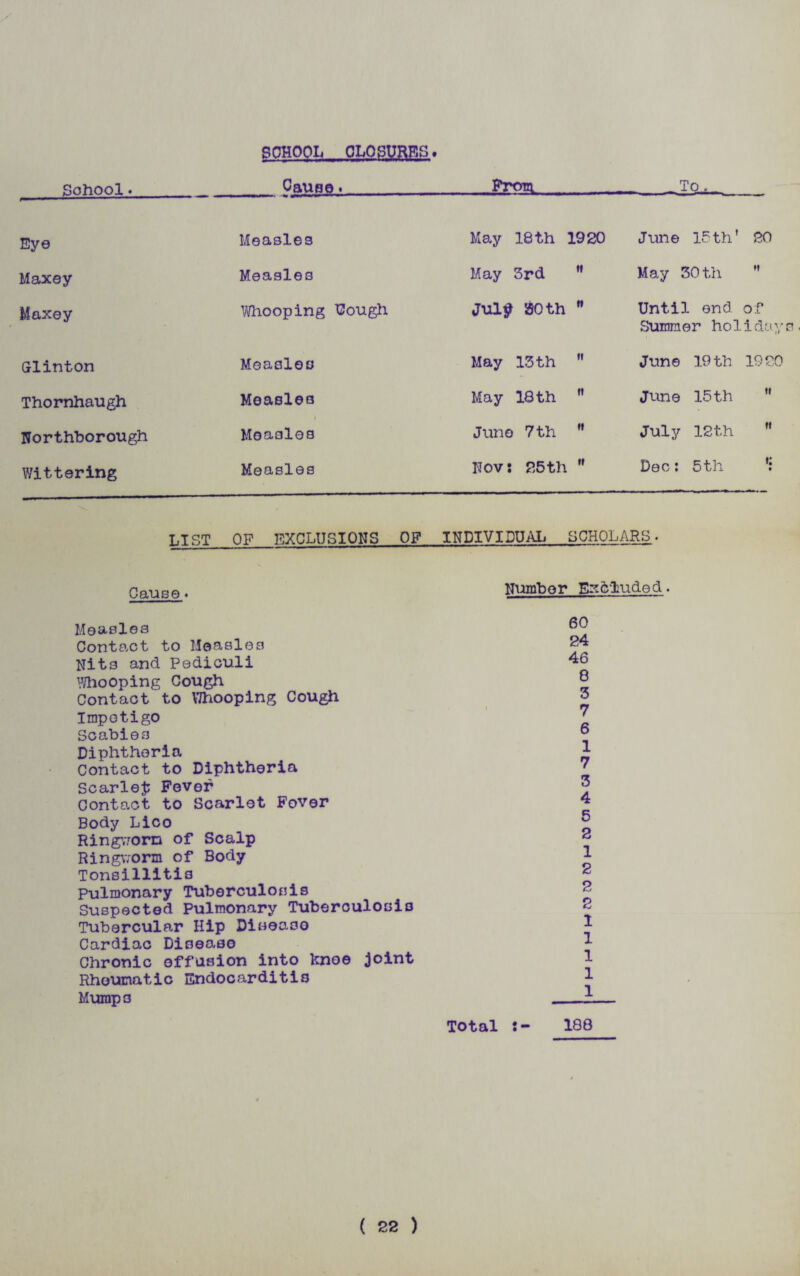 SCHOOL CLOSURES.
School. Cause. From To.
Eye Measles May 18th 1920 June 15th' 20
Maxey Measles May 3rd " May 30th "
Maxey Whooping Cough July 30th " Until end of
Summer holidays.
Glinton Measles May 13th " June 19th 1920
Thornhaugh Measles May 18th " June 15th "
Northborough Measles June 7th " July 12th "
Wittering Measles Nov: 25th " Dec: 5th "
LIST OF EXCLUSIONS OF INDIVIDUAL SCHOLARS.
Cause. Number Excluded.
Measles 60
Contact to Measles 24
Nits and Pediculi 46
Whooping Cough 8
Contact to Whooping Cough 3
Impetigo 7
Scabies 6
Diphtheria 1
Contact to Diphtheria 7
Scarlet Fever 3
Contact to Scarlet Fever 4
Body Lice 5
Ringworm of Scalp 2
Ringworm of Body 1
Tonsillitis 2
Pulmonary Tuberculosis 2
Suspected Pulmonary Tuberculosis 2
Tubercular Hip Disease 1
Cardiac Disease 1
Chronic effusion into knee joint 1
Rheumatic Endocarditis 1
Mumps 1
Total :- 188
( 22 )